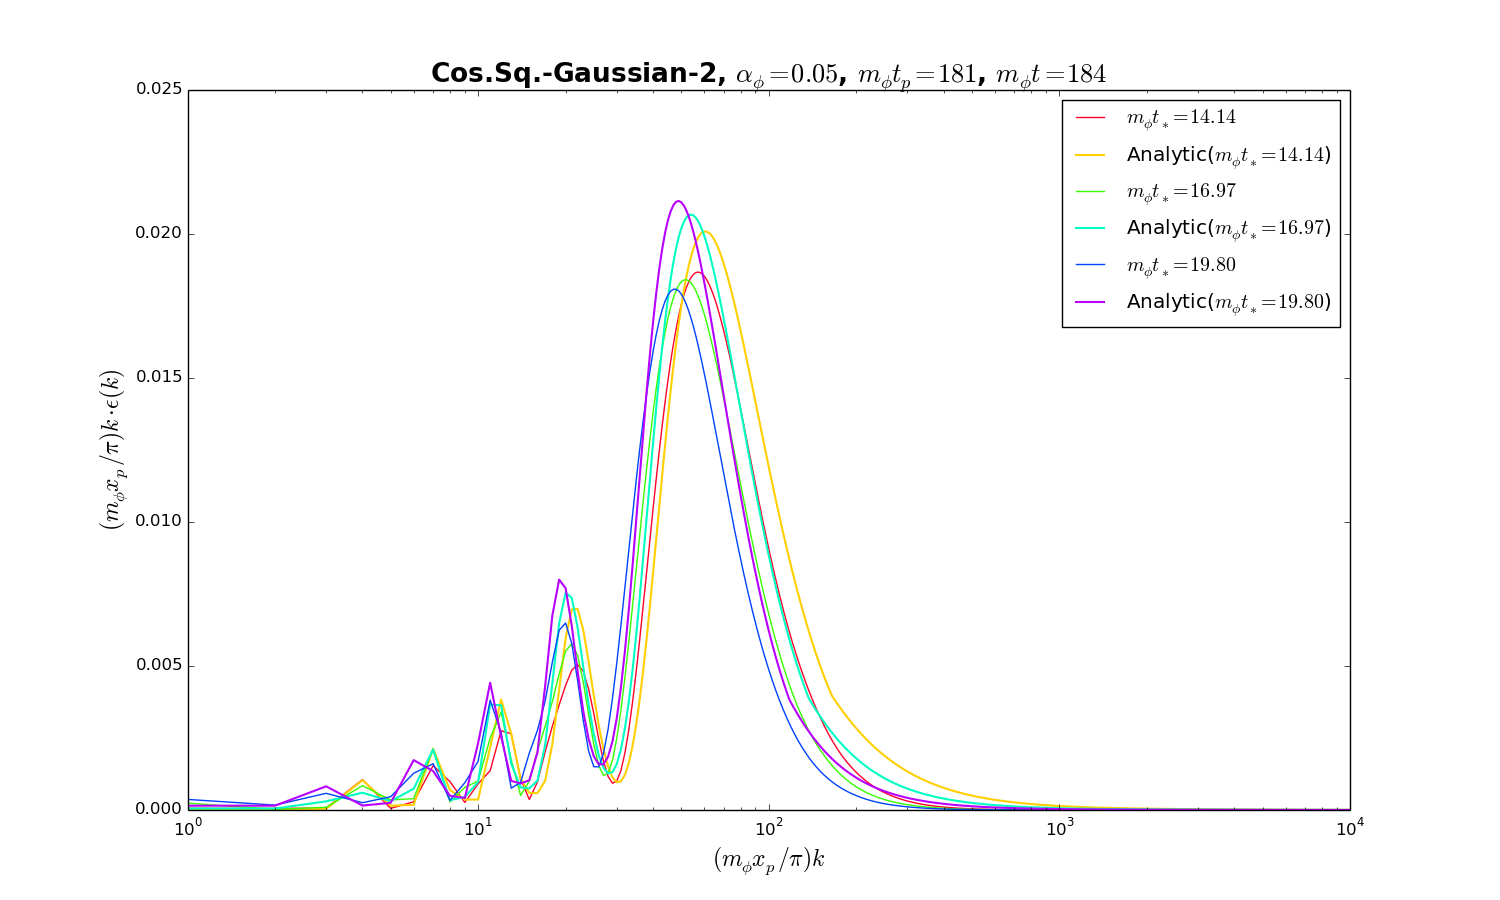 Cos.Sq.-Gaussian-2, α_ϕ=0.05, m_ϕt_p=181, m_ϕt=184
0.025
0.020
0.015
0.010
0.005
0.000
(m_ϕx_p/π)k·ϵ(k)
m_ϕt_*=14.14
Analytic(m_ϕt_*=14.14)
m_ϕt_*=16.97
Analytic(m_ϕt_*=16.97)
m_ϕt_*=19.80
Analytic(m_ϕt_*=19.80)
10^0 10^1 10^2 10^3 10^4
(m_ϕx_p/π)k